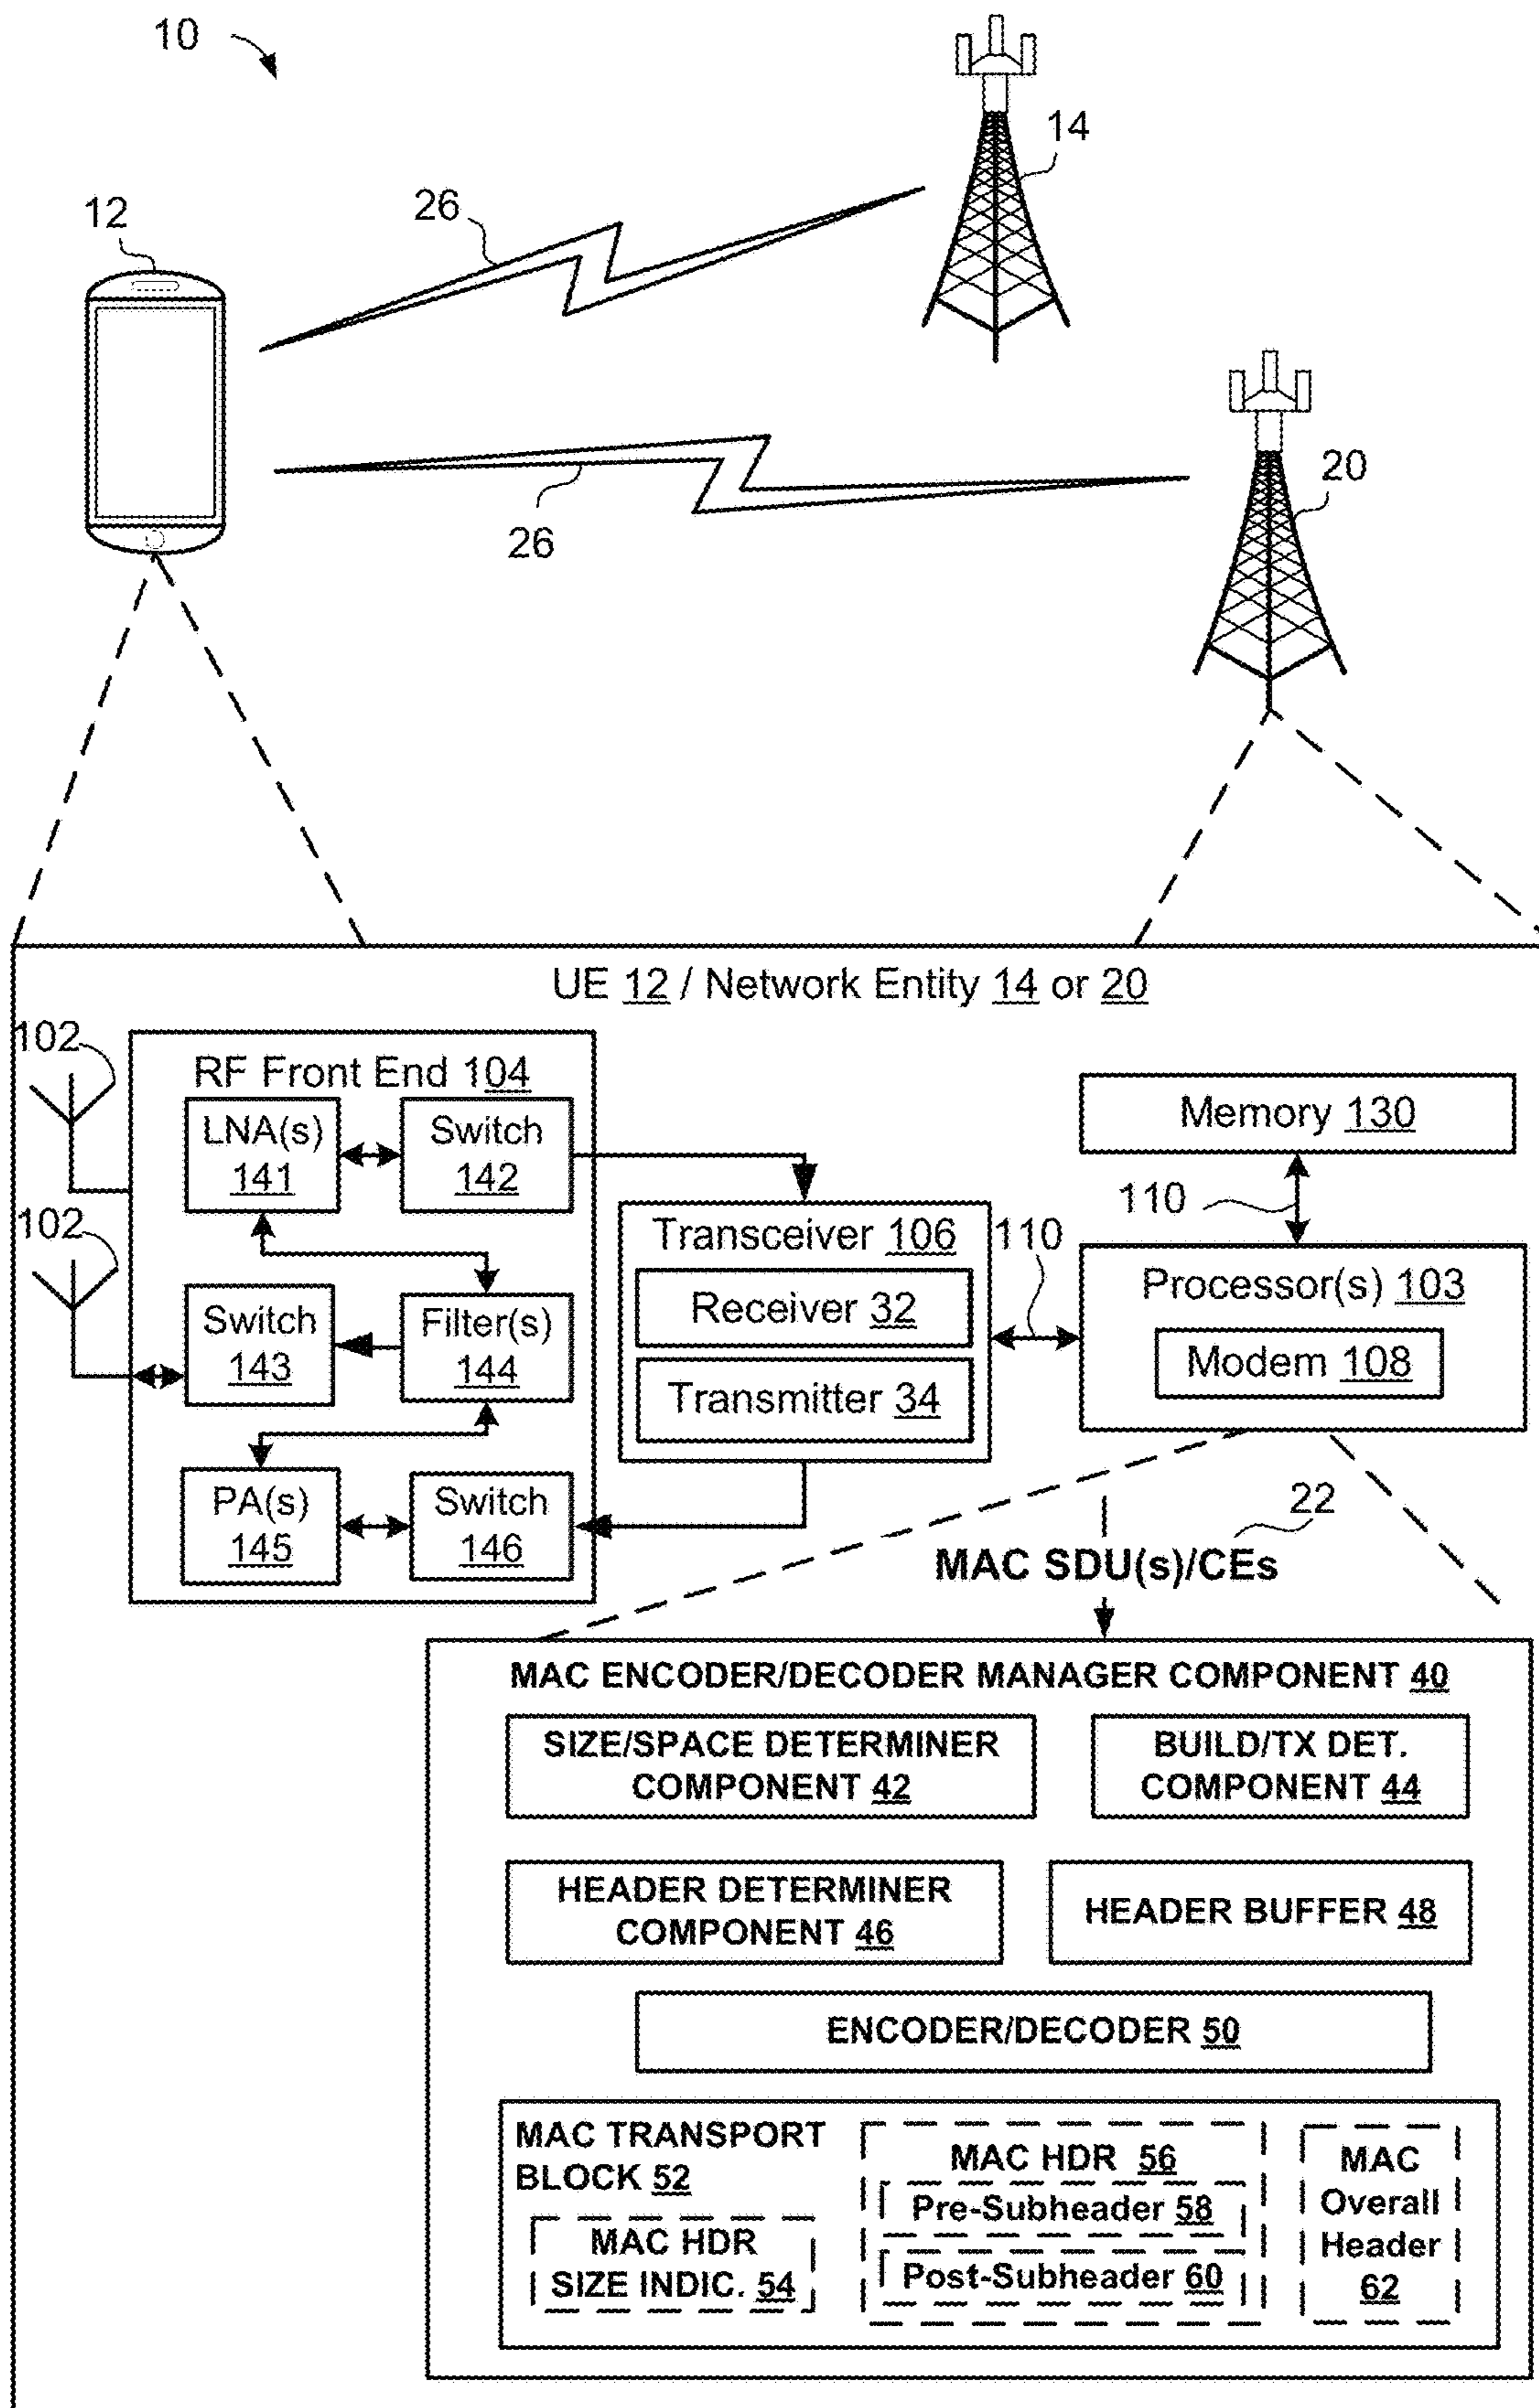 10
14
12
26
20
26
UE 12 / Network Entity 14 or 20
102
RF Front End 104
LNA(s)
141
Switch
142
Memory 130
102
110
Transceiver 106
110
Receiver 32
Processor(s) 103
Switch
143
Filter(s)
144
Modem 108
Transmitter 34
PA(s)
145
Switch
146
22
MAC SDU(s)/CEs
MAC ENCODER/DECODER MANAGER COMPONENT 40
SIZE/SPACE DETERMINER
COMPONENT 42
BUILD/TX DET.
COMPONENT 44
HEADER DETERMINER
COMPONENT 46
HEADER BUFFER 48
ENCODER/DECODER 50
MAC TRANSPORT
BLOCK 52
MAC HDR
SIZE INDIC. 54
MAC HDR 56
Pre-Subheader 58
Post-Subheader 60
MAC
Overall
Header
62